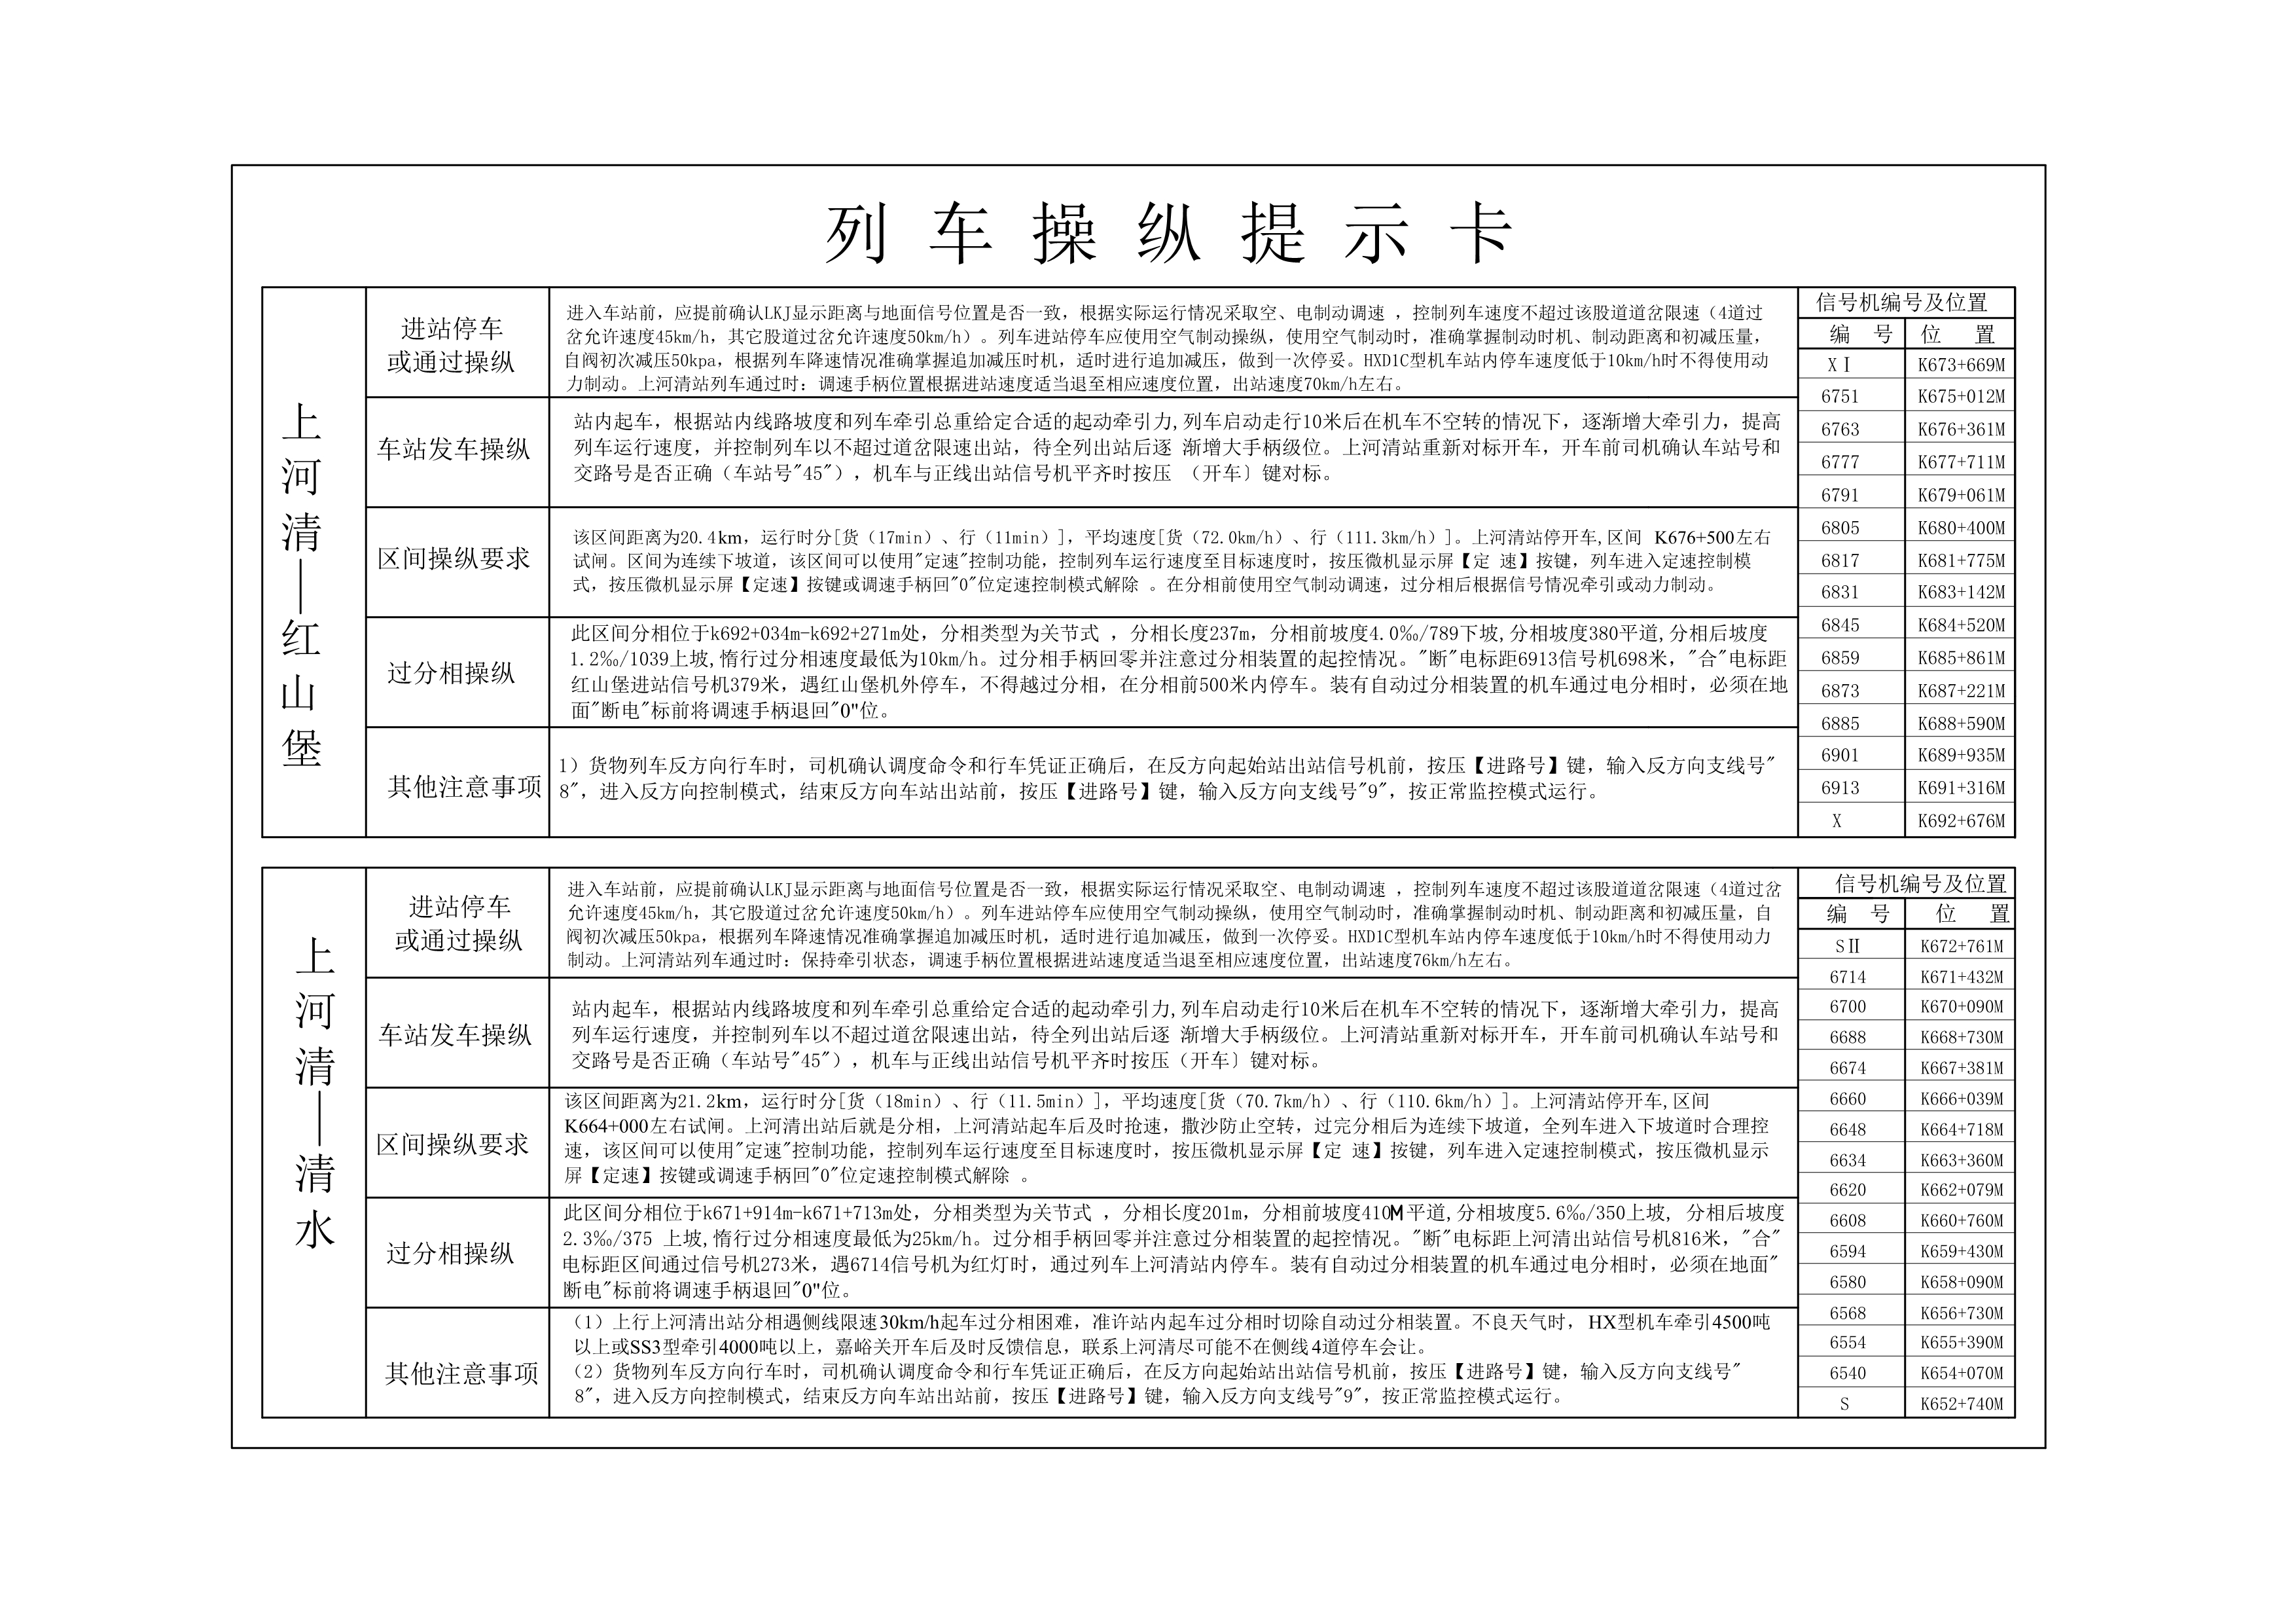 列车操纵提示卡
上河清—红山堡
进站停车
或通过操纵
进入车站前，应提前确认LKJ显示距离与地面信号位置是否一致，根据实际运行情况采取空、电制动调速 ，控制列车速度不超过该股道道岔限速（4道过
岔允许速度45km/h，其它股道过岔允许速度50km/h）。列车进站停车应使用空气制动操纵，使用空气制动时，准确掌握制动时机、制动距离和初减压量，
自阀初次减压50kpa，根据列车降速情况准确掌握追加减压时机，适时进行追加减压，做到一次停妥。HXD1C型机车站内停车速度低于10km/h时不得使用动
力制动。上河清站列车通过时：调速手柄位置根据进站速度适当退至相应速度位置，出站速度70km/h左右。
车站发车操纵
站内起车，根据站内线路坡度和列车牵引总重给定合适的起动牵引力,列车启动走行10米后在机车不空转的情况下，逐渐增大牵引力，提高
列车运行速度，并控制列车以不超过道岔限速出站，待全列出站后逐 渐增大手柄级位。上河清站重新对标开车，开车前司机确认车站号和
交路号是否正确（车站号"45"），机车与正线出站信号机平齐时按压 （开车〕键对标。
区间操纵要求
该区间距离为20.4km，运行时分[货（17min）、行（11min）]，平均速度[货（72.0km/h）、行（111.3km/h）]。上河清站停开车,区间 K676+500左右
试闸。区间为连续下坡道，该区间可以使用"定速"控制功能，控制列车运行速度至目标速度时，按压微机显示屏【定 速】按键，列车进入定速控制模
式，按压微机显示屏【定速】按键或调速手柄回"0"位定速控制模式解除 。在分相前使用空气制动调速，过分相后根据信号情况牵引或动力制动。
过分相操纵
此区间分相位于k692+034m-k692+271m处，分相类型为关节式 ，分相长度237m，分相前坡度4.0‰/789下坡,分相坡度380平道,分相后坡度
1.2‰/1039上坡,惰行过分相速度最低为10km/h。过分相手柄回零并注意过分相装置的起控情况。"断"电标距6913信号机698米，"合"电标距
红山堡进站信号机379米，遇红山堡机外停车，不得越过分相，在分相前500米内停车。装有自动过分相装置的机车通过电分相时，必须在地
面"断电"标前将调速手柄退回"0"位。
其他注意事项
1）货物列车反方向行车时，司机确认调度命令和行车凭证正确后，在反方向起始站出站信号机前，按压【进路号】键，输入反方向支线号"
8"，进入反方向控制模式，结束反方向车站出站前，按压【进路号】键，输入反方向支线号"9"，按正常监控模式运行。
信号机编号及位置
编 号 位 置
XⅠ K673+669M
6751 K675+012M
6763 K676+361M
6777 K677+711M
6791 K679+061M
6805 K680+400M
6817 K681+775M
6831 K683+142M
6845 K684+520M
6859 K685+861M
6873 K687+221M
6885 K688+590M
6901 K689+935M
6913 K691+316M
X K692+676M
上河清—清水
进站停车
或通过操纵
进入车站前，应提前确认LKJ显示距离与地面信号位置是否一致，根据实际运行情况采取空、电制动调速 ，控制列车速度不超过该股道道岔限速（4道过岔
允许速度45km/h，其它股道过岔允许速度50km/h）。列车进站停车应使用空气制动操纵，使用空气制动时，准确掌握制动时机、制动距离和初减压量，自
阀初次减压50kpa，根据列车降速情况准确掌握追加减压时机，适时进行追加减压，做到一次停妥。HXD1C型机车站内停车速度低于10km/h时不得使用动力
制动。上河清站列车通过时：保持牵引状态，调速手柄位置根据进站速度适当退至相应速度位置，出站速度76km/h左右。
车站发车操纵
站内起车，根据站内线路坡度和列车牵引总重给定合适的起动牵引力,列车启动走行10米后在机车不空转的情况下，逐渐增大牵引力，提高
列车运行速度，并控制列车以不超过道岔限速出站，待全列出站后逐 渐增大手柄级位。上河清站重新对标开车，开车前司机确认车站号和
交路号是否正确（车站号"45"），机车与正线出站信号机平齐时按压（开车〕键对标。
区间操纵要求
该区间距离为21.2km，运行时分[货（18min）、行（11.5min）]，平均速度[货（70.7km/h）、行（110.6km/h）]。上河清站停开车,区间
K664+000左右试闸。上河清出站后就是分相，上河清站起车后及时抢速，撒沙防止空转，过完分相后为连续下坡道，全列车进入下坡道时合理控
速，该区间可以使用"定速"控制功能，控制列车运行速度至目标速度时，按压微机显示屏【定 速】按键，列车进入定速控制模式，按压微机显示
屏【定速】按键或调速手柄回"0"位定速控制模式解除 。
过分相操纵
此区间分相位于k671+914m-k671+713m处，分相类型为关节式 ，分相长度201m，分相前坡度410M平道,分相坡度5.6‰/350上坡, 分相后坡度
2.3‰/375 上坡,惰行过分相速度最低为25km/h。过分相手柄回零并注意过分相装置的起控情况。"断"电标距上河清出站信号机816米，"合"
电标距区间通过信号机273米，遇6714信号机为红灯时，通过列车上河清站内停车。装有自动过分相装置的机车通过电分相时，必须在地面"
断电"标前将调速手柄退回"0"位。
其他注意事项
（1）上行上河清出站分相遇侧线限速30km/h起车过分相困难，准许站内起车过分相时切除自动过分相装置。不良天气时， HX型机车牵引4500吨
以上或SS3型牵引4000吨以上，嘉峪关开车后及时反馈信息，联系上河清尽可能不在侧线4道停车会让。
（2）货物列车反方向行车时，司机确认调度命令和行车凭证正确后，在反方向起始站出站信号机前，按压【进路号】键，输入反方向支线号"
8"，进入反方向控制模式，结束反方向车站出站前，按压【进路号】键，输入反方向支线号"9"，按正常监控模式运行。
信号机编号及位置
编 号 位 置
SⅡ K672+761M
6714 K671+432M
6700 K670+090M
6688 K668+730M
6674 K667+381M
6660 K666+039M
6648 K664+718M
6634 K663+360M
6620 K662+079M
6608 K660+760M
6594 K659+430M
6580 K658+090M
6568 K656+730M
6554 K655+390M
6540 K654+070M
S K652+740M